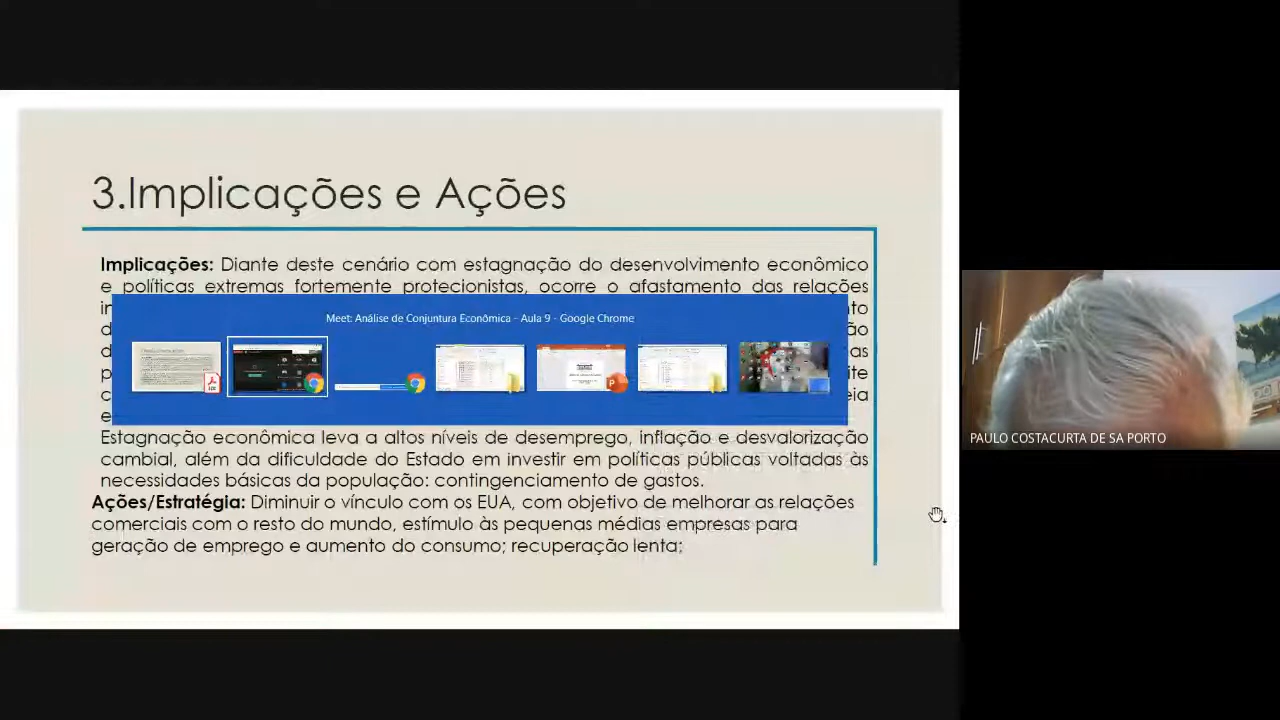 3.Implicações e Ações
Implicações: Diante deste cenário com estagnação do desenvolvimento econômico
e políticas extremas fortemente protecionistas, ocorre o afastamento das relações
Meet: Análise de Conjuntura Econômica - Aula 9 - Google Chrome
Estagnação econômica leva a altos níveis de desemprego, inflação e desvalorização
cambial, além da dificuldade do Estado em investir em políticas públicas voltadas às
necessidades básicas da população: contingenciamento de gastos.
Ações/Estratégia: Diminuir o vínculo com os EUA, com objetivo de melhorar as relações
comerciais com o resto do mundo, estímulo às pequenas médias empresas para
geração de emprego e aumento do consumo; recuperação lenta;
PAULO COSTACURTA DE SA PORTO